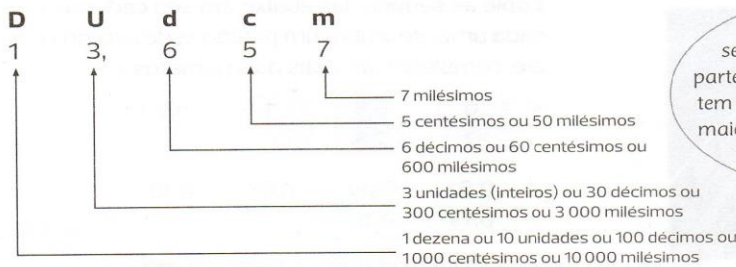 D U d c m
1 3, 6 5 7
7 milésimos
5 centésimos ou 50 milésimos
6 décimos ou 60 centésimos ou
600 milésimos
3 unidades (inteiros) ou 30 décimos ou
300 centésimos ou 3 000 milésimos
1 dezena ou 10 unidades ou 100 décimos ou
1 000 centésimos ou 10 000 milésimos
se
parte
tem
maio